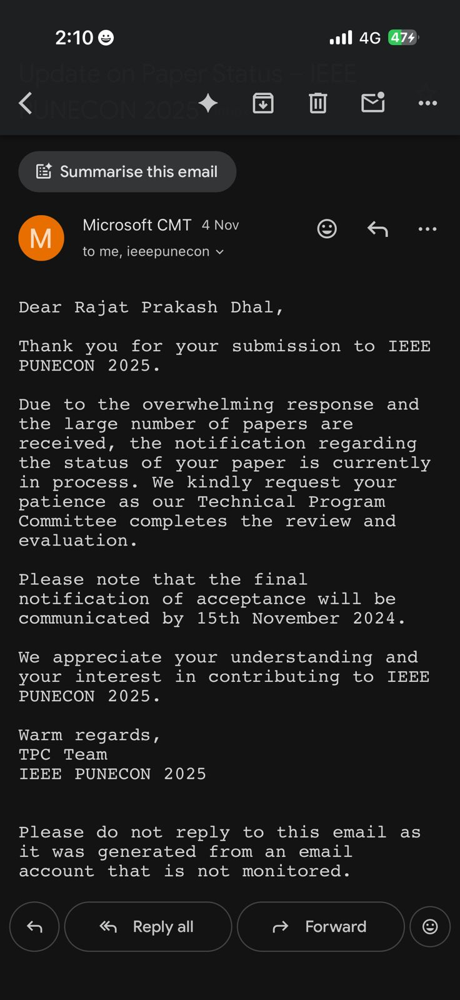 2:10
4G
47
Update on Paper Status – IEEE
PUNECON 2025
Summarise this email
M
Microsoft CMT 4 Nov
to me, ieeepunecon
Dear Rajat Prakash Dhal,
Thank you for your submission to IEEE
PUNECON 2025.
Due to the overwhelming response and
the large number of papers are
received, the notification regarding
the status of your paper is currently
in process. We kindly request your
patience as our Technical Program
Committee completes the review and
evaluation.
Please note that the final
notification of acceptance will be
communicated by 15th November 2024.
We appreciate your understanding and
your interest in contributing to IEEE
PUNECON 2025.
Warm regards,
TPC Team
IEEE PUNECON 2025
Please do not reply to this email as
it was generated from an email
account that is not monitored.
Reply all
Forward